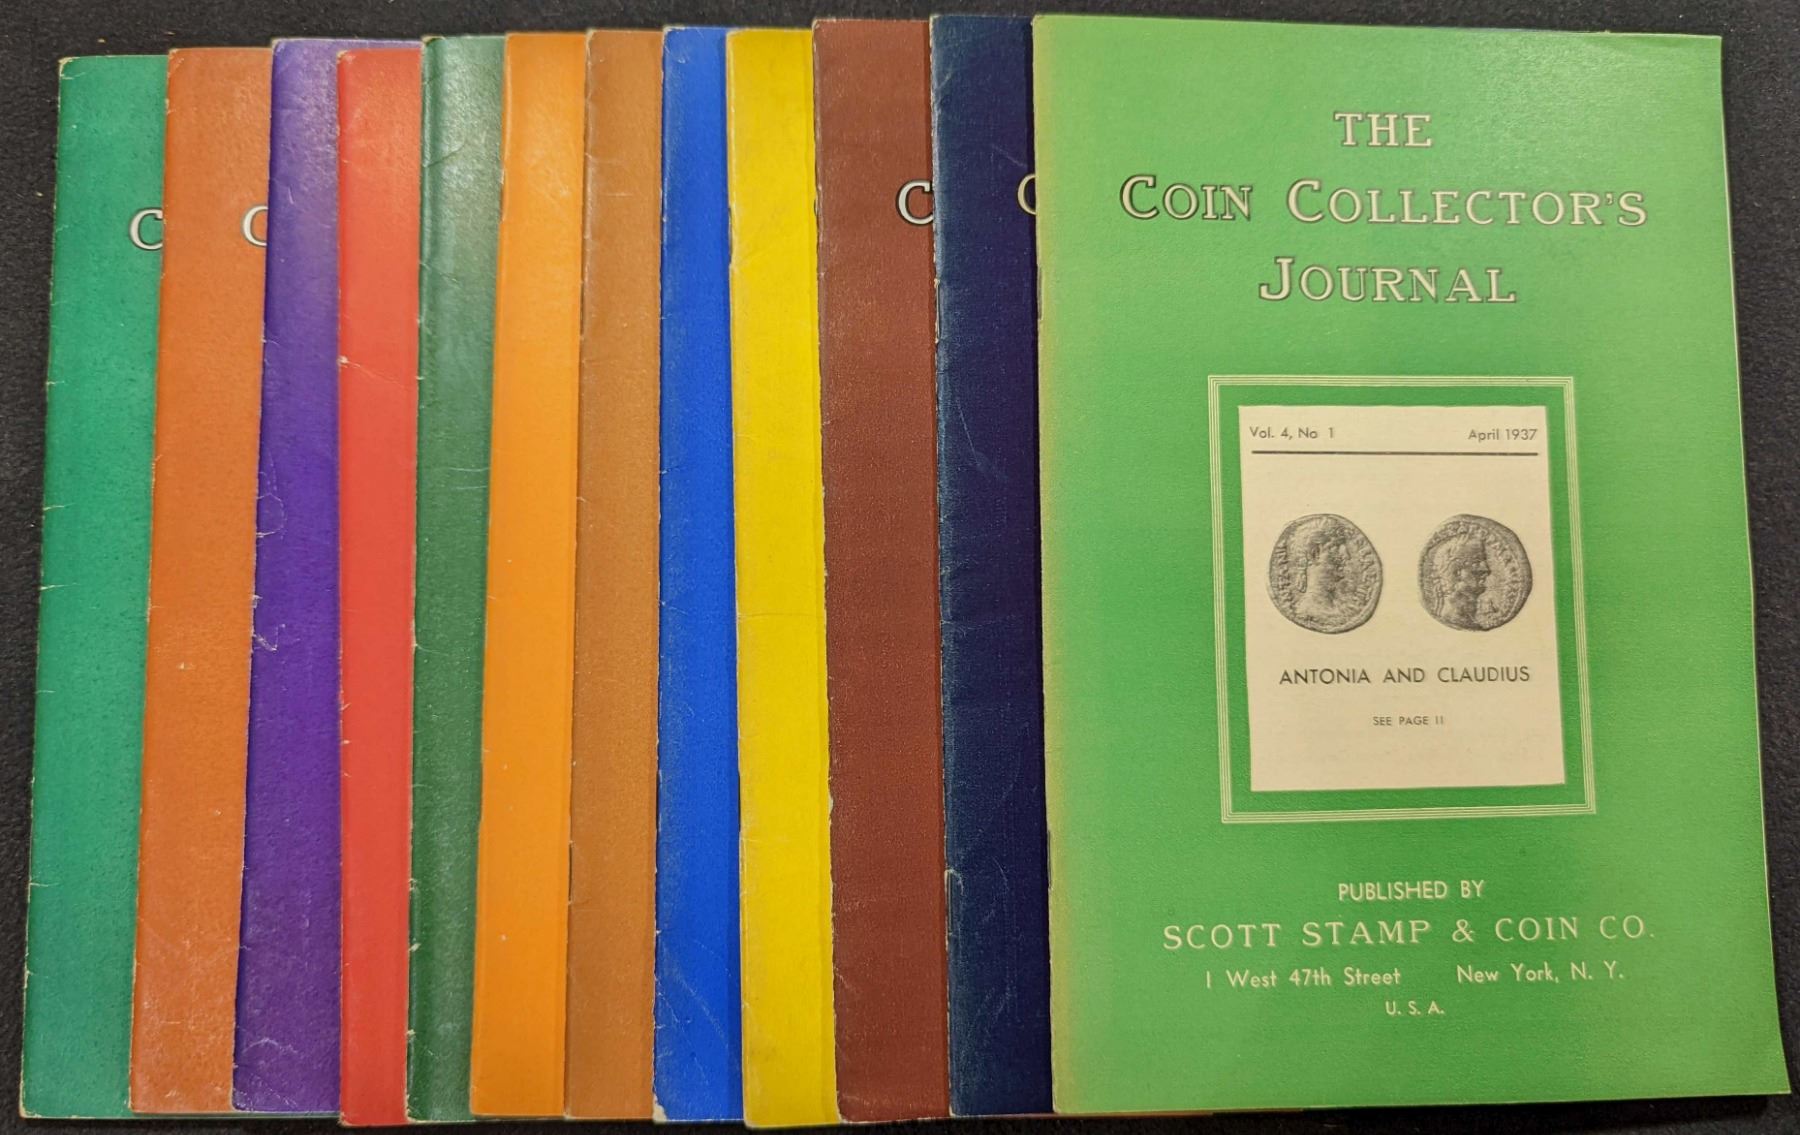 THE
COIN COLLECTOR'S
JOURNAL
Vol. 4, No 1 April 1937
ANTONIA AND CLAUDIUS
SEE PAGE 11
PUBLISHED BY
SCOTT STAMP & COIN CO.
1 West 47th Street New York, N. Y.
U. S. A.
C
C
C
C